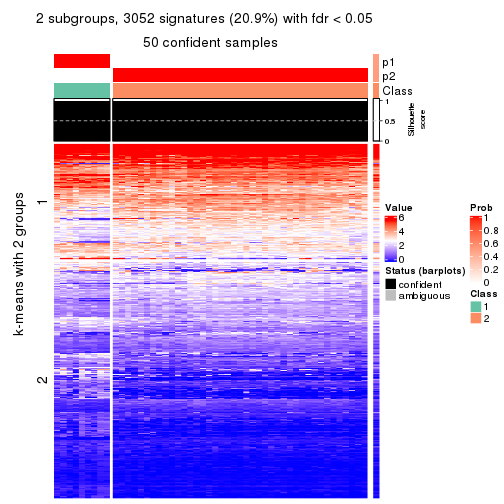 2 subgroups, 3052 signatures (20.9%) with fdr < 0.05
50 confident samples
p1
p2
Class
1
0.5
0
Silhouette
score
k-means with 2 groups
1
2
Value
6
4
2
0
Status (barplots)
confident
ambiguous
Prob
1
0.8
0.6
0.4
0.2
0
Class
1
2